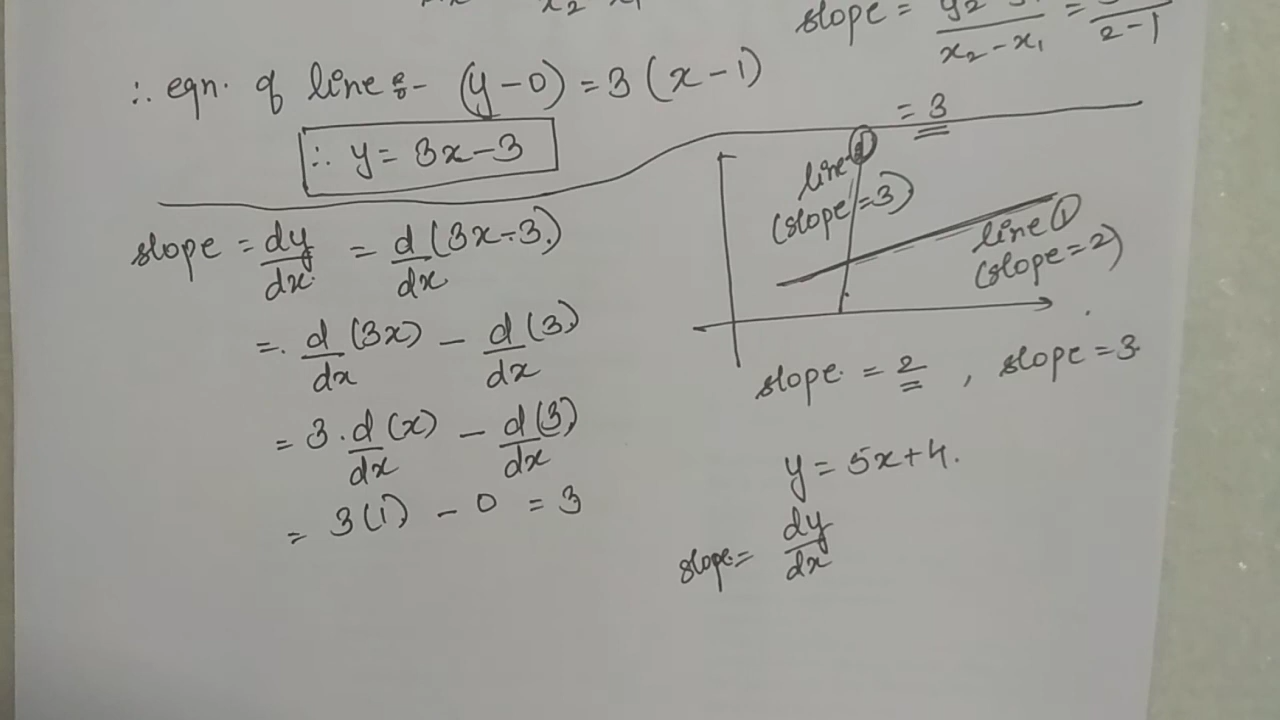 x₂ x₁
slope = y₂ / x₂ - x₁ = / 2 - 1
= 3
∴ eqn. of line :- (y - 0) = 3 (x - 1)
∴ y = 3x - 3
slope = dy/dx = d/dx (3x - 3)
= d/dx (3x) - d/dx (3)
= 3 . d/dx (x) - d/dx (3)
= 3(1) - 0 = 3
line
(slope = 3)
line ①
(slope = 2)
slope = 2 , slope = 3
y = 5x + 4.
slope = dy/dx